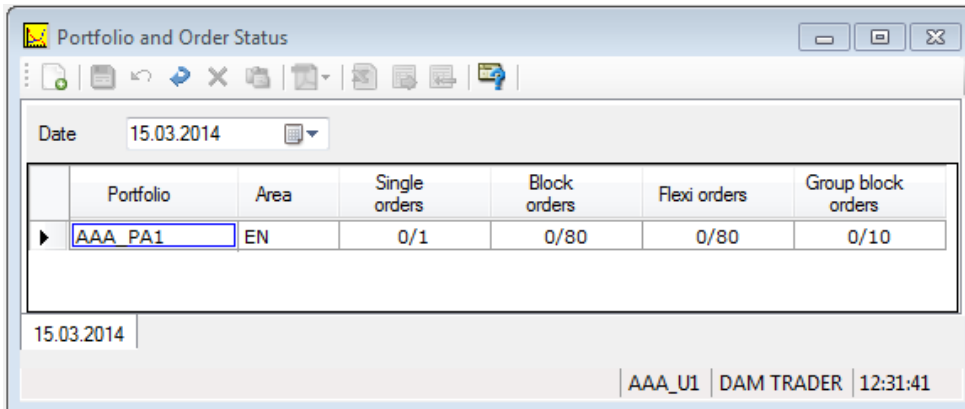 Portfolio and Order Status
Date 15.03.2014
Portfolio Area Single orders Block orders Flexi orders Group block orders
AAA_PA1 EN 0/1 0/80 0/80 0/10
15.03.2014
AAA_U1 DAM TRADER 12:31:41